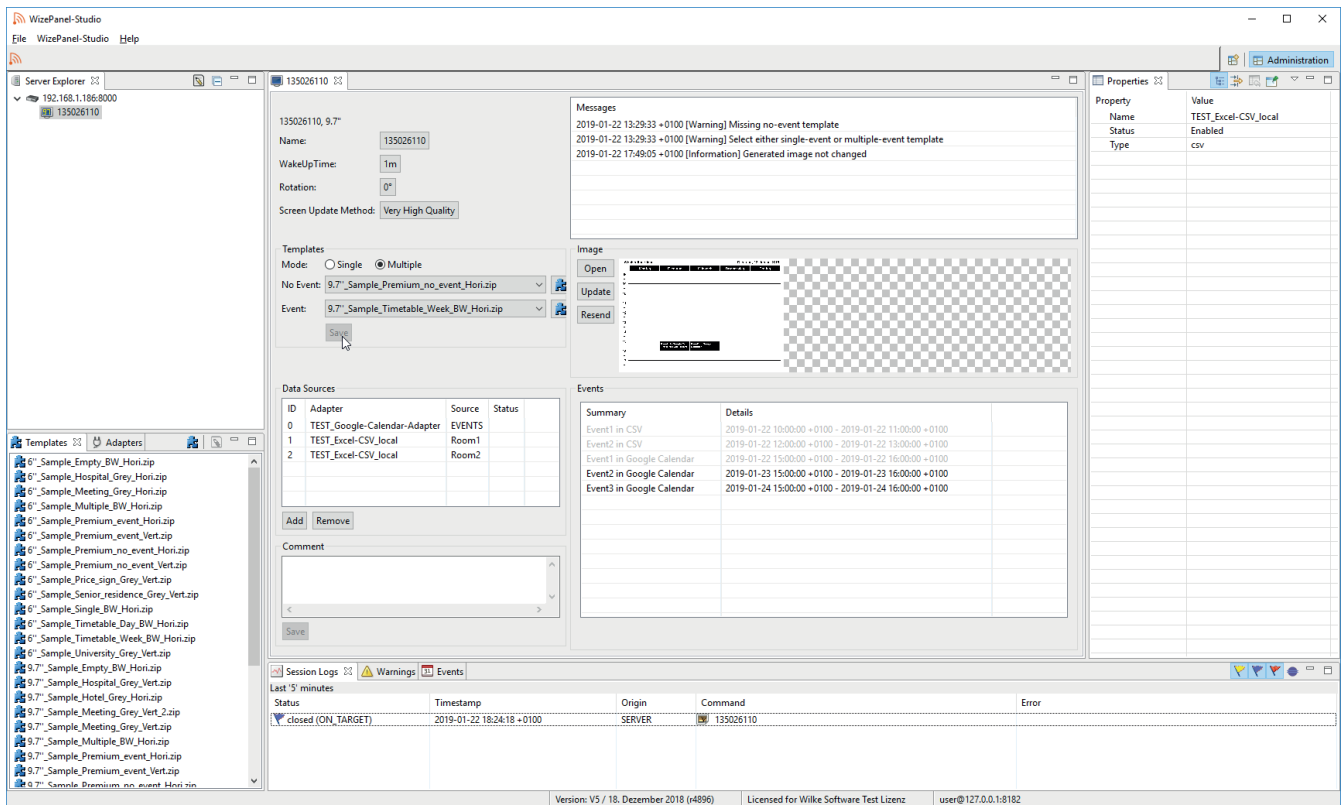 WizePanel-Studio
File WizePanel-Studio Help
Administration
Server Explorer
192.168.1.186:8000
135026110
Templates Adapters
6"_Sample_Empty_BW_Hori.zip
6"_Sample_Hospital_Grey_Hori.zip
6"_Sample_Meeting_Grey_Hori.zip
6"_Sample_Multiple_BW_Hori.zip
6"_Sample_Premium_event_Hori.zip
6"_Sample_Premium_event_Vert.zip
6"_Sample_Premium_no_event_Hori.zip
6"_Sample_Premium_no_event_Vert.zip
6"_Sample_Price_sign_Grey_Vert.zip
6"_Sample_Senior_residence_Grey_Vert.zip
6"_Sample_Single_BW_Hori.zip
6"_Sample_Timetable_Day_BW_Hori.zip
6"_Sample_Timetable_Week_BW_Hori.zip
6"_Sample_University_Grey_Vert.zip
9.7"_Sample_Empty_BW_Hori.zip
9.7"_Sample_Hospital_Grey_Vert.zip
9.7"_Sample_Hotel_Grey_Hori.zip
9.7"_Sample_Meeting_Grey_Vert_2.zip
9.7"_Sample_Meeting_Grey_Vert.zip
9.7"_Sample_Multiple_BW_Hori.zip
9.7"_Sample_Premium_event_Hori.zip
9.7"_Sample_Premium_event_Vert.zip
9.7"_Sample_Premium_no_event_Hori.zip
135026110
135026110, 9.7"
Name: 135026110
WakeUpTime: 1m
Rotation: 0°
Screen Update Method: Very High Quality
Messages
2019-01-22 13:29:33 +0100 [Warning] Missing no-event template
2019-01-22 13:29:33 +0100 [Warning] Select either single-event or multiple-event template
2019-01-22 17:49:05 +0100 [Information] Generated image not changed
Templates
Mode: Single Multiple
No Event: 9.7"_Sample_Premium_no_event_Hori.zip
Event: 9.7"_Sample_Timetable_Week_BW_Hori.zip
Save
Image
Open
Update
Resend
Data Sources
ID Adapter Source Status
0 TEST_Google-Calendar-Adapter EVENTS
1 TEST_Excel-CSV_local Room1
2 TEST_Excel-CSV_local Room2
Add Remove
Comment
Save
Events
Summary Details
Event1 in CSV 2019-01-22 10:00:00 +0100 - 2019-01-22 11:00:00 +0100
Event2 in CSV 2019-01-22 12:00:00 +0100 - 2019-01-22 13:00:00 +0100
Event1 in Google Calendar 2019-01-22 15:00:00 +0100 - 2019-01-22 16:00:00 +0100
Event2 in Google Calendar 2019-01-23 15:00:00 +0100 - 2019-01-23 16:00:00 +0100
Event3 in Google Calendar 2019-01-24 15:00:00 +0100 - 2019-01-24 16:00:00 +0100
Properties
Property Value
Name TEST_Excel-CSV_local
Status Enabled
Type csv
Session Logs Warnings 31 Events
Last '5' minutes
Status Timestamp Origin Command Error
closed (ON_TARGET) 2019-01-22 18:24:18 +0100 SERVER 135026110
Version: V5 / 18. Dezember 2018 (r4896) Licensed for Wilke Software Test Lizenz user@127.0.0.1:8182